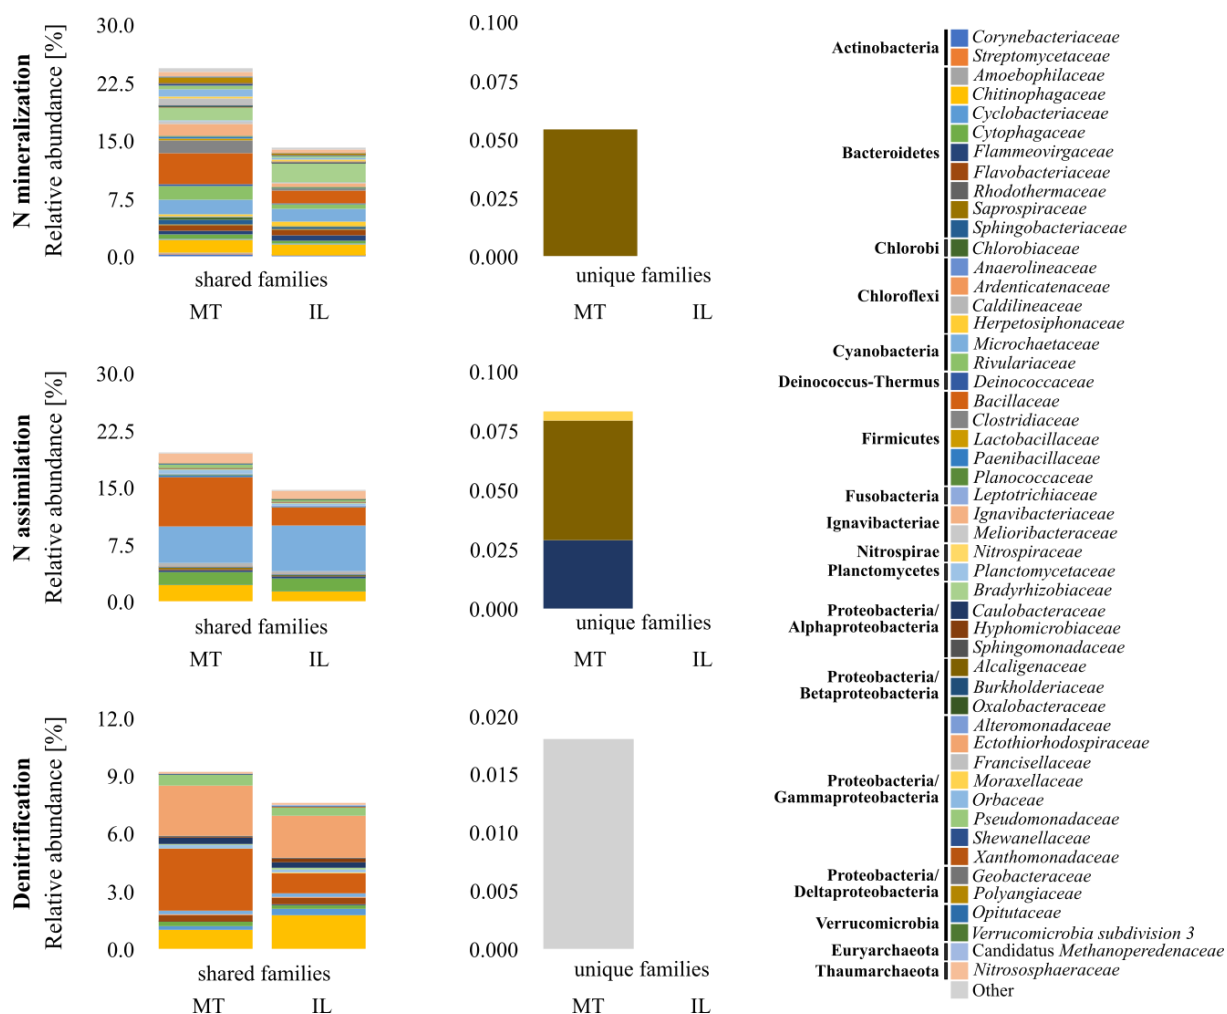 N mineralization
Relative abundance [%]
30.0
22.5
15.0
7.5
0.0
shared families
MT IL
0.100
0.075
0.050
0.025
0.000
unique families
MT IL
N assimilation
Relative abundance [%]
30.0
22.5
15.0
7.5
0.0
shared families
MT IL
0.100
0.075
0.050
0.025
0.000
unique families
MT IL
Denitrification
Relative abundance [%]
12.0
9.0
6.0
3.0
0.0
shared families
MT IL
0.020
0.015
0.010
0.005
0.000
unique families
MT IL
Actinobacteria
Corynebacteriaceae
Streptomycetaceae
Bacteroidetes
Amoebophilaceae
Chitinophagaceae
Cyclobacteriaceae
Cytophagaceae
Flammeovirgaceae
Flavobacteriaceae
Rhodothermaceae
Saprospiraceae
Sphingobacteriaceae
Chlorobi
Chlorobiaceae
Chloroflexi
Anaerolineaceae
Ardenticatenaceae
Caldilineaceae
Herpetosiphonaceae
Cyanobacteria
Microchaetaceae
Rivulariaceae
Deinococcus-Thermus
Deinococcaceae
Firmicutes
Bacillaceae
Clostridiaceae
Lactobacillaceae
Paenibacillaceae
Planococcaceae
Fusobacteria
Leptotrichiaceae
Ignavibacteriae
Ignavibacteriaceae
Melioribacteraceae
Nitrospirae
Nitrospiraceae
Planctomycetes
Planctomycetaceae
Proteobacteria/
Alphaproteobacteria
Bradyrhizobiaceae
Caulobacteraceae
Hyphomicrobiaceae
Sphingomonadaceae
Proteobacteria/
Betaproteobacteria
Alcaligenaceae
Burkholderiaceae
Oxalobacteraceae
Proteobacteria/
Gammaproteobacteria
Alteromonadaceae
Ectothiorhodospiraceae
Francisellaceae
Moraxellaceae
Orbaceae
Pseudomonadaceae
Shewanellaceae
Xanthomonadaceae
Proteobacteria/
Deltaproteobacteria
Geobacteraceae
Polyangiaceae
Verrucomicrobia
Opitutaceae
Verrucomicrobia subdivision 3
Euryarchaeota
Candidatus Methanoperedenaceae
Thaumarchaeota
Nitrososphaeraceae
Other